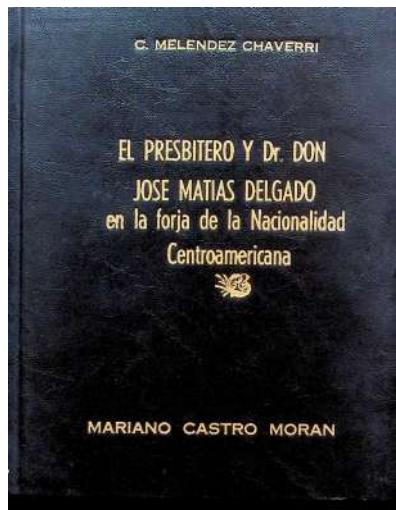 C. MELENDEZ CHAVERRI
EL PRESBITERO Y Dr. DON
JOSE MATIAS DELGADO
en la forja de la Nacionalidad
Centroamericana
MARIANO CASTRO MORAN